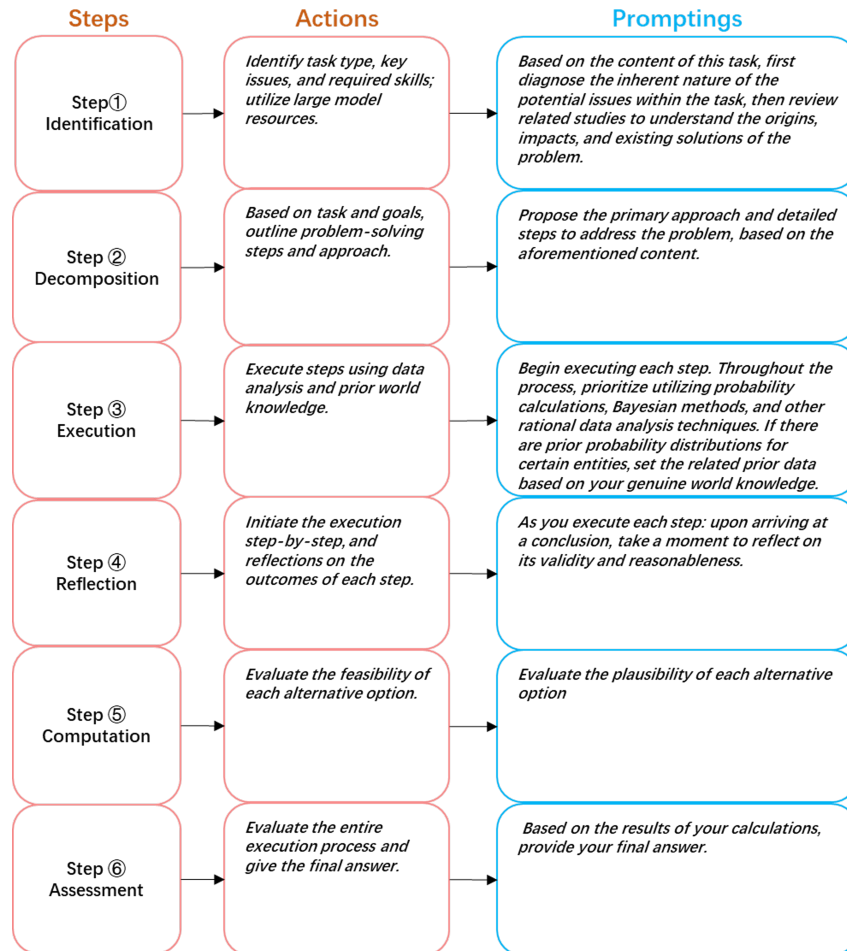 Steps
Actions
Promptings
Step①
Identification
Identify task type, key
issues, and required skills;
utilize large model
resources.
Based on the content of this task, first
diagnose the inherent nature of the
potential issues within the task, then review
related studies to understand the origins,
impacts, and existing solutions of the
problem.
Step ②
Decomposition
Based on task and goals,
outline problem-solving
steps and approach.
Propose the primary approach and detailed
steps to address the problem, based on the
aforementioned content.
Step ③
Execution
Execute steps using data
analysis and prior world
knowledge.
Begin executing each step. Throughout the
process, prioritize utilizing probability
calculations, Bayesian methods, and other
rational data analysis techniques. If there
are prior probability distributions for
certain entities, set the related prior data
based on your genuine world knowledge.
Step ④
Reflection
Initiate the execution
step-by-step, and
reflections on the
outcomes of each step.
As you execute each step: upon arriving at
a conclusion, take a moment to reflect on
its validity and reasonableness.
Step ⑤
Computation
Evaluate the feasibility of
each alternative option.
Evaluate the plausibility of each alternative
option
Step ⑥
Assessment
Evaluate the entire
execution process and
give the final answer.
Based on the results of your calculations,
provide your final answer.